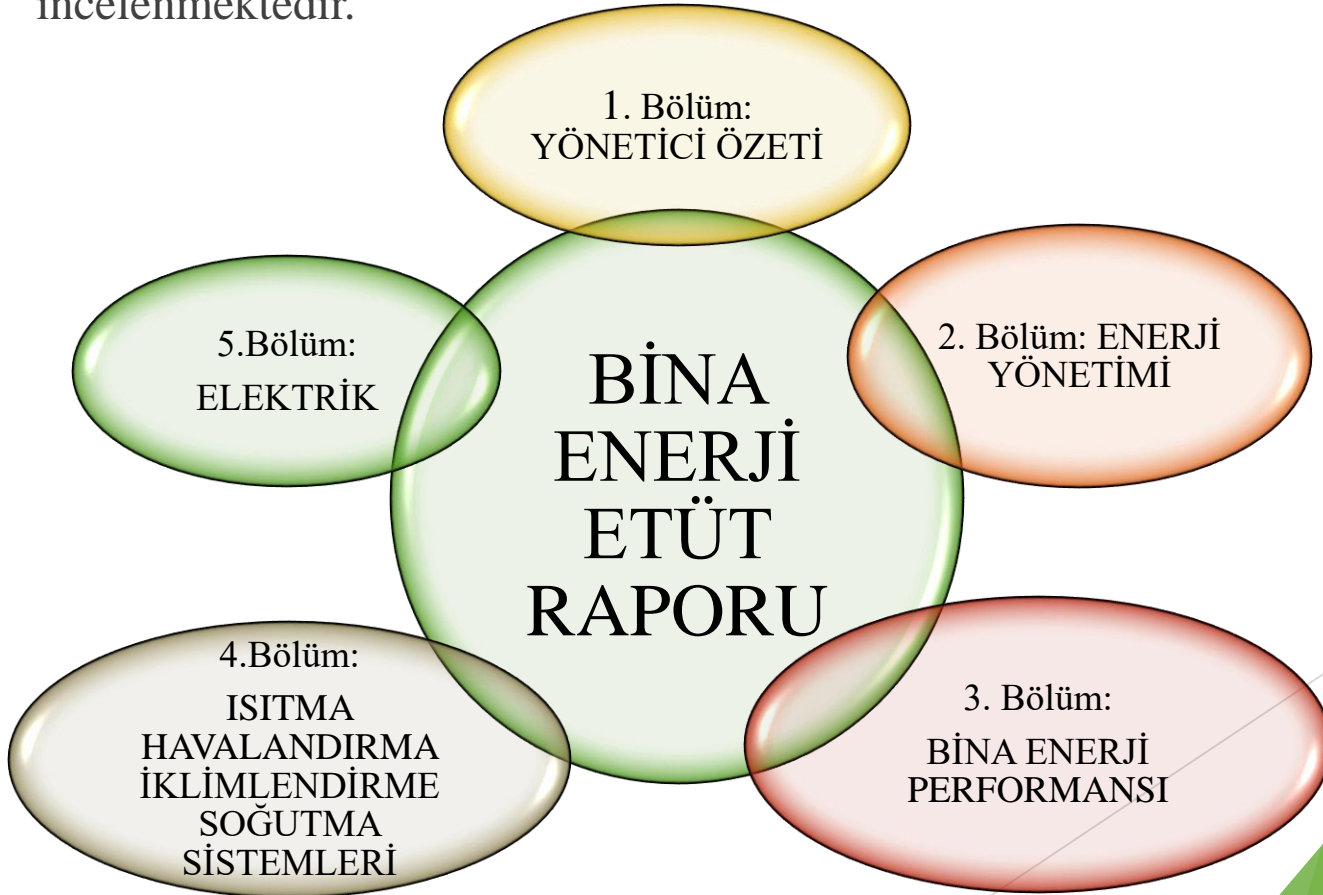 incelenmektedir.
1. Bölüm:
YÖNETİCİ ÖZETİ
2. Bölüm: ENERJİ
YÖNETİMİ
3. Bölüm:
BİNA ENERJİ
PERFORMANSI
4.Bölüm:
ISITMA
HAVALANDIRMA
İKLİMLENDİRME
SOĞUTMA
SİSTEMLERİ
5.Bölüm:
ELEKTRİK
BİNA
ENERJİ
ETÜT
RAPORU